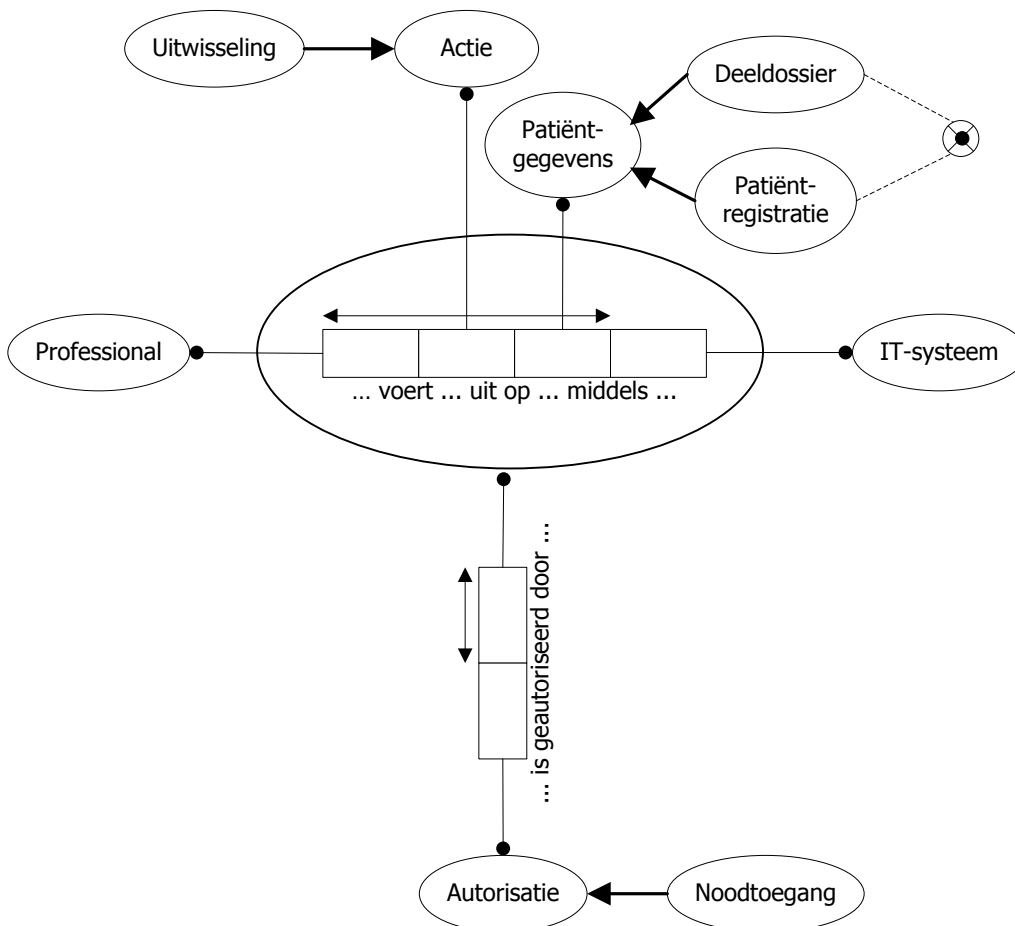 Uitwisseling
Actie
Deeldossier
Patiënt-
gegevens
Patiënt-
registratie
Professional
IT-systeem
... voert ... uit op ... middels ...
... is geautoriseerd door ...
Autorisatie
Noodtoegang